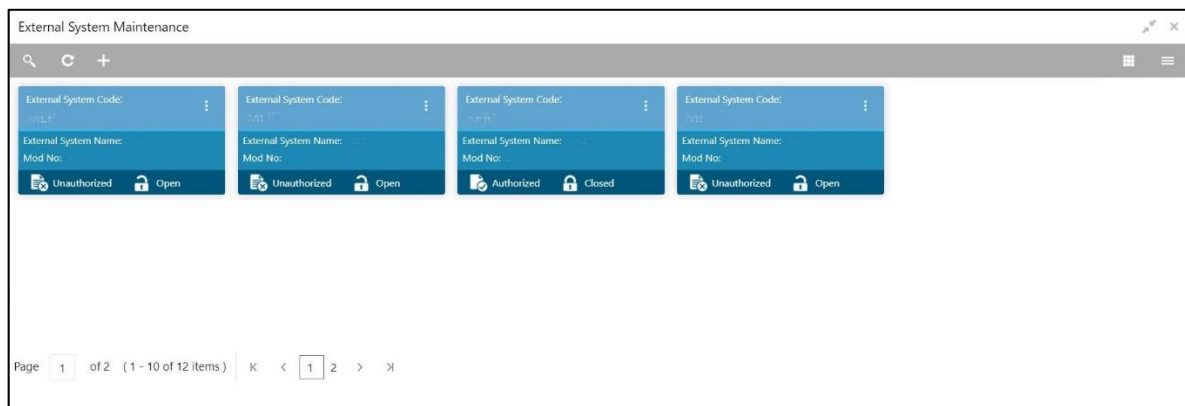 External System Maintenance
External System Code: External System Code: External System Code: External System Code:
External System Name: External System Name: External System Name: External System Name:
Mod No: Mod No: Mod No: Mod No:
Unauthorized Open Unauthorized Open Authorized Closed Unauthorized Open
Page 1 of 2 ( 1 - 10 of 12 items ) 1 2